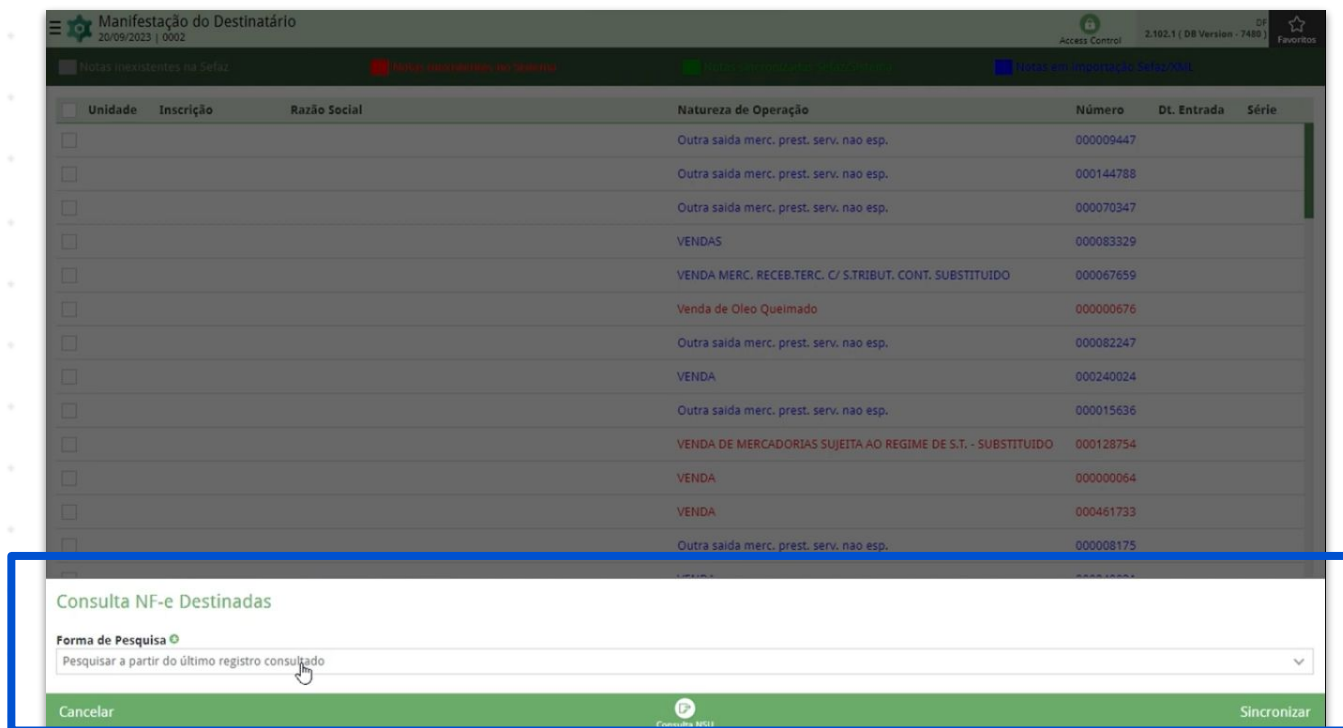 Manifestação do Destinatário
20/09/2023 | 0002
Access Control
DF
2.102.1 ( DB Version - 7480 )
Favoritos
Notas inexistentes na Sefaz
Notas em importação Sefaz/XML
Unidade Inscrição Razão Social Natureza de Operação Número Dt. Entrada Série
Outra saida merc. prest. serv. nao esp. 000009447
Outra saida merc. prest. serv. nao esp. 000144788
Outra saida merc. prest. serv. nao esp. 000070347
VENDAS 000083329
VENDA MERC. RECEB.TERC. C/ S.TRIBUT. CONT. SUBSTITUIDO 000067659
Venda de Oleo Queimado 000000676
Outra saida merc. prest. serv. nao esp. 000082247
VENDA 000240024
Outra saida merc. prest. serv. nao esp. 000015636
VENDA DE MERCADORIAS SUJEITA AO REGIME DE S.T. - SUBSTITUIDO 000128754
VENDA 000000064
VENDA 000461733
Outra saida merc. prest. serv. nao esp. 000008175
Consulta NF-e Destinadas
Forma de Pesquisa
Pesquisar a partir do último registro consultado
Cancelar Consulta NSU Sincronizar